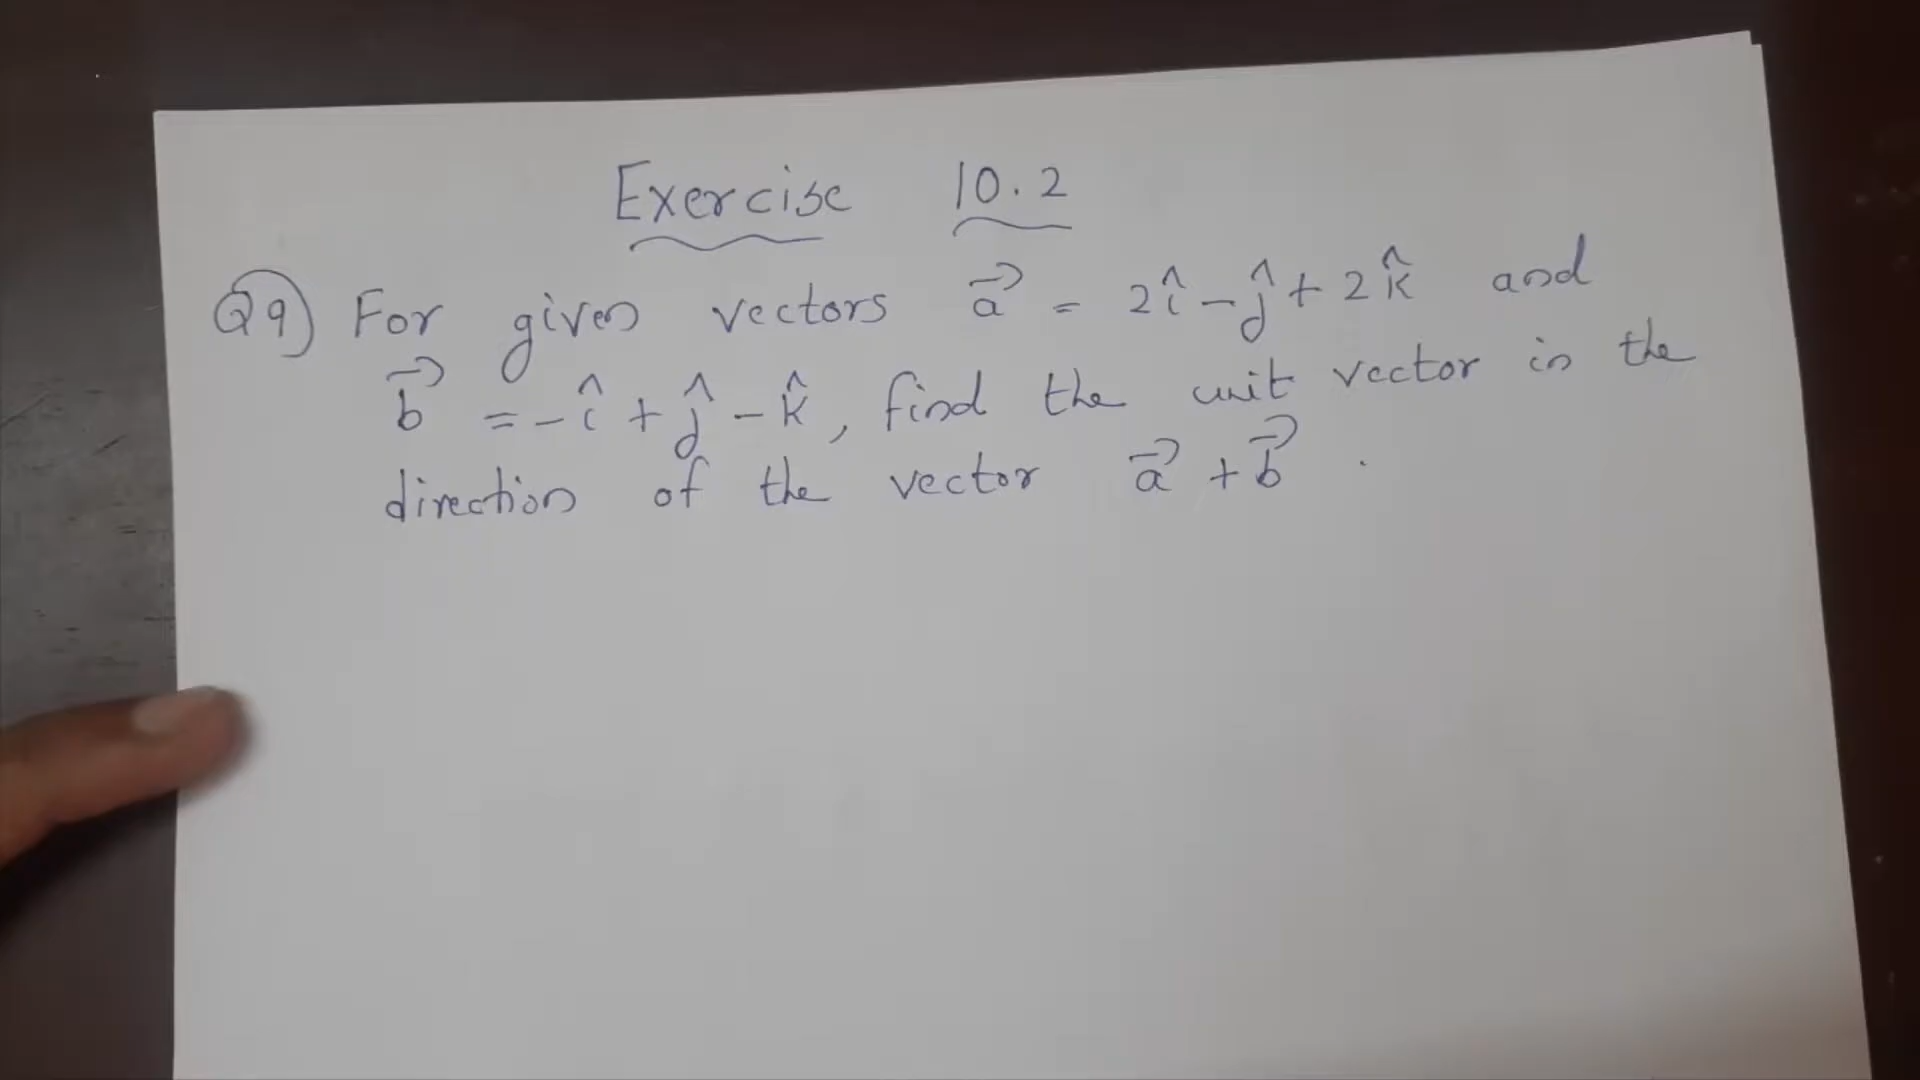 Exercise 10.2
Q9) For given vectors a⃗ = 2î - ĵ + 2k̂ and
b⃗ = - î + ĵ - k̂, find the unit vector in the
direction of the vector a⃗ + b⃗ .